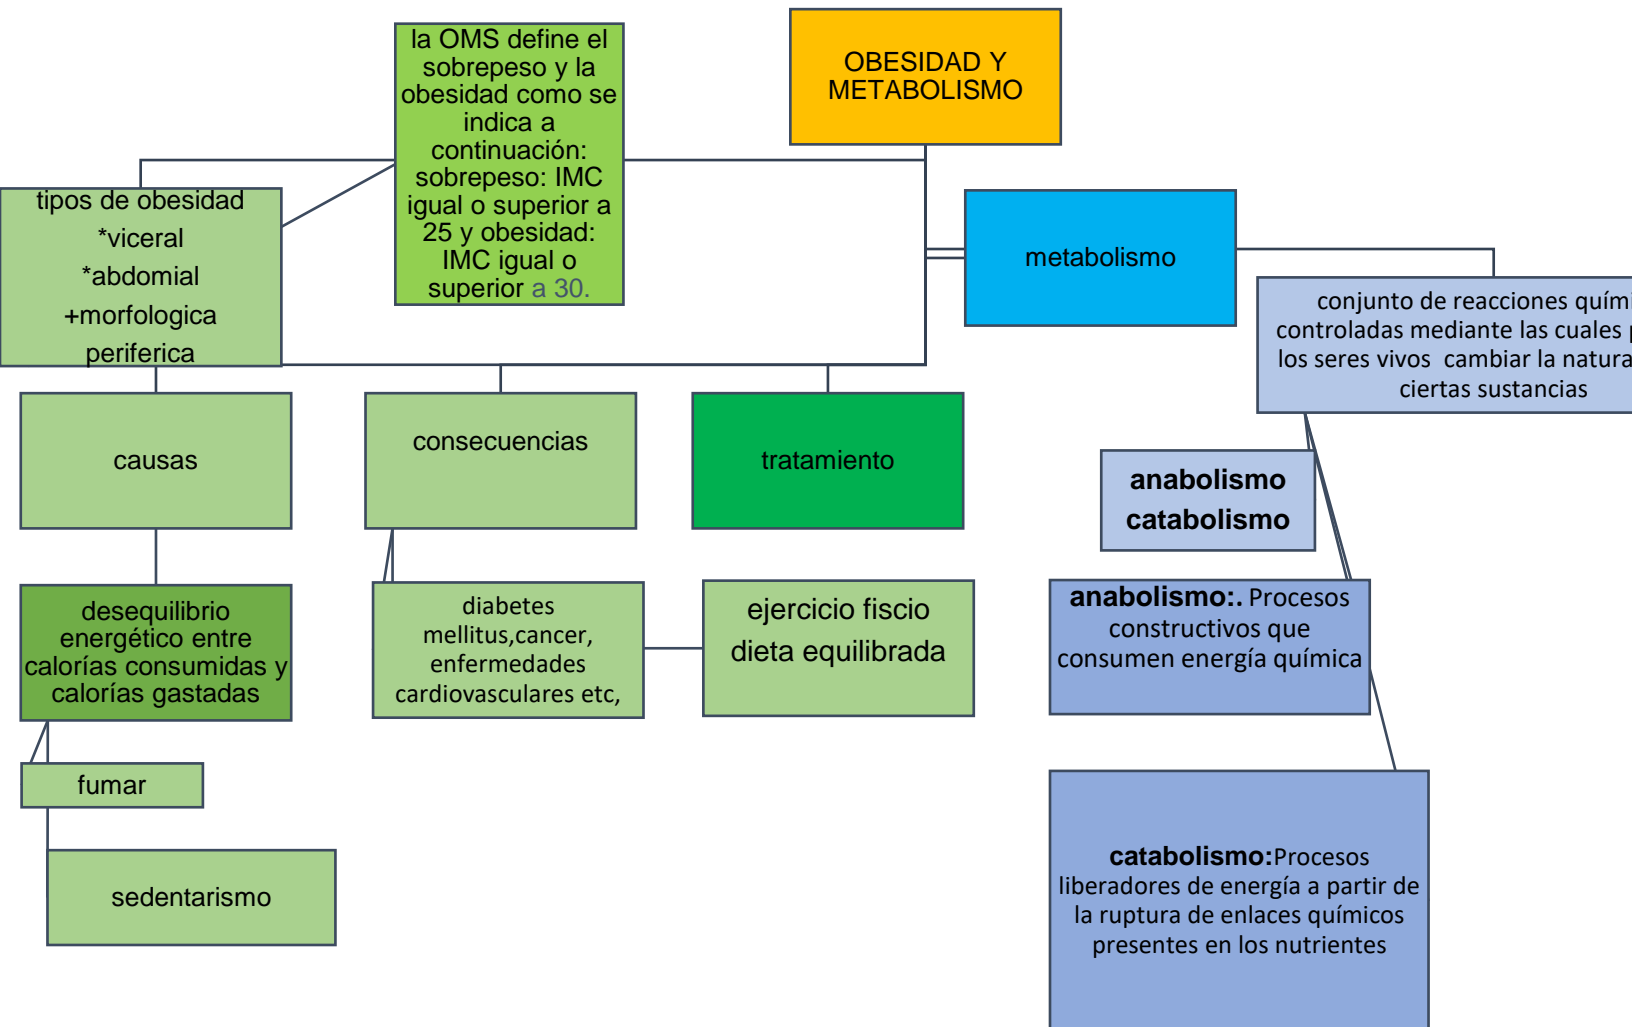 OBESIDAD Y
METABOLISMO
la OMS define el
sobrepeso y la
obesidad como se
indica a
continuación:
sobrepeso: IMC
igual o superior a
25 y obesidad:
IMC igual o
superior a 30.
tipos de obesidad
*viceral
*abdomial
+morfologica
periferica
metabolismo
conjunto de reacciones
controladas mediante las cuales
los seres vivos cambiar la
ciertas sustancias
causas
consecuencias
tratamiento
anabolismo
catabolismo
desequilibrio
energético entre
calorías consumidas y
calorías gastadas
diabetes
mellitus,cancer,
enfermedades
cardiovasculares etc,
ejercicio fiscio
dieta equilibrada
anabolismo:. Procesos
constructivos que
consumen energía química
fumar
sedentarismo
catabolismo:Procesos
liberadores de energía a partir de
la ruptura de enlaces químicos
presentes en los nutrientes